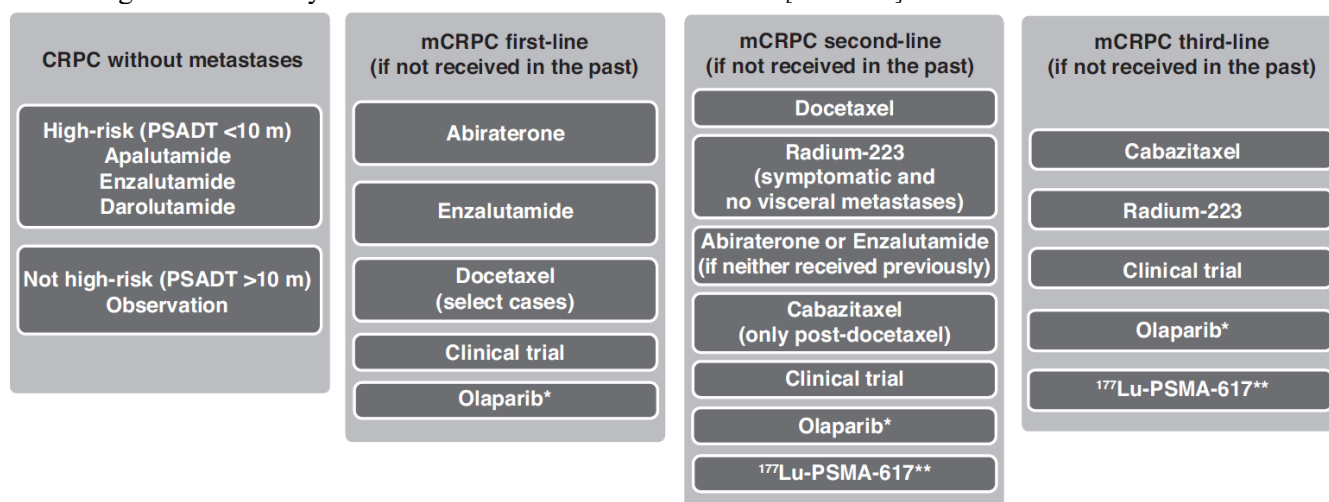 CRPC without metastases
High-risk (PSADT <10 m)
Apalutamide
Enzalutamide
Darolutamide
Not high-risk (PSADT >10 m)
Observation
mCRPC first-line
(if not received in the past)
Abiraterone
Enzalutamide
Docetaxel
(select cases)
Clinical trial
Olaparib*
mCRPC second-line
(if not received in the past)
Docetaxel
Radium-223
(symptomatic and
no visceral metastases)
Abiraterone or Enzalutamide
(if neither received previously)
Cabazitaxel
(only post-docetaxel)
Clinical trial
Olaparib*
¹⁷⁷Lu-PSMA-617**
mCRPC third-line
(if not received in the past)
Cabazitaxel
Radium-223
Clinical trial
Olaparib*
¹⁷⁷Lu-PSMA-617**